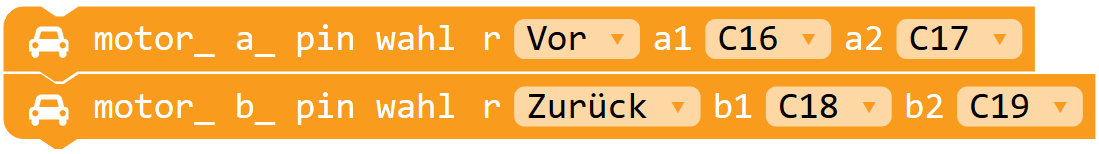 motor_ a_ pin wahl r Vor a1 C16 a2 C17
motor_ b_ pin wahl r Zurück b1 C18 b2 C19